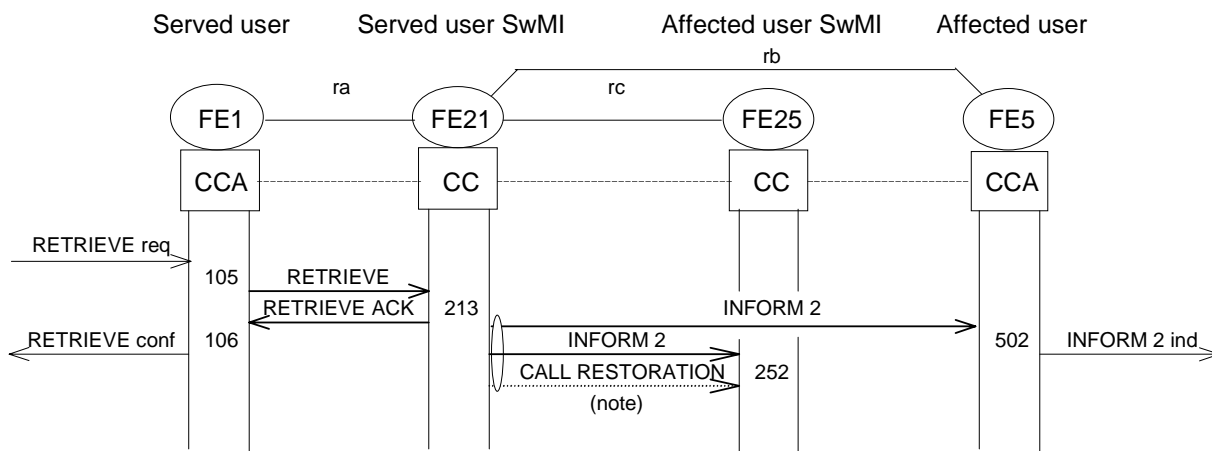 Served user Served user SwMI Affected user SwMI Affected user
rb
ra rc
FE1 FE21 FE25 FE5
CCA CC CC CCA
RETRIEVE req
105 RETRIEVE
RETRIEVE ACK 213 INFORM 2
RETRIEVE conf 106 INFORM 2 502 INFORM 2 ind
CALL RESTORATION 252
(note)